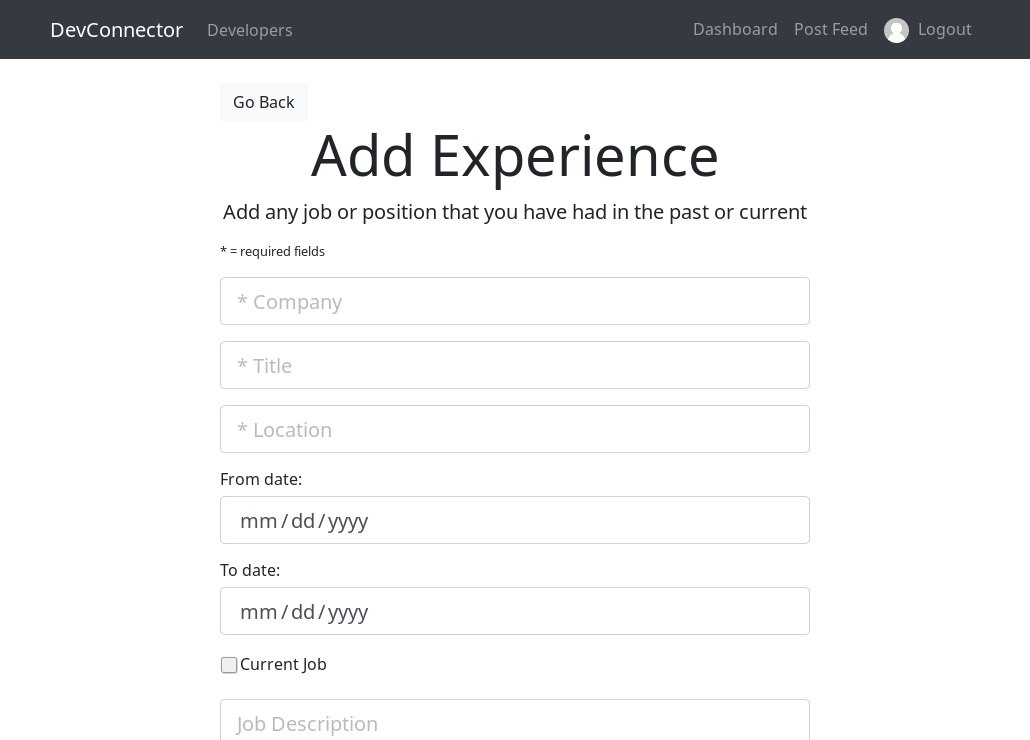 DevConnector Developers Dashboard Post Feed Logout
Go Back
Add Experience
Add any job or position that you have had in the past or current
* = required fields
* Company
* Title
* Location
From date:
mm/dd/yyyy
To date:
mm/dd/yyyy
Current Job
Job Description